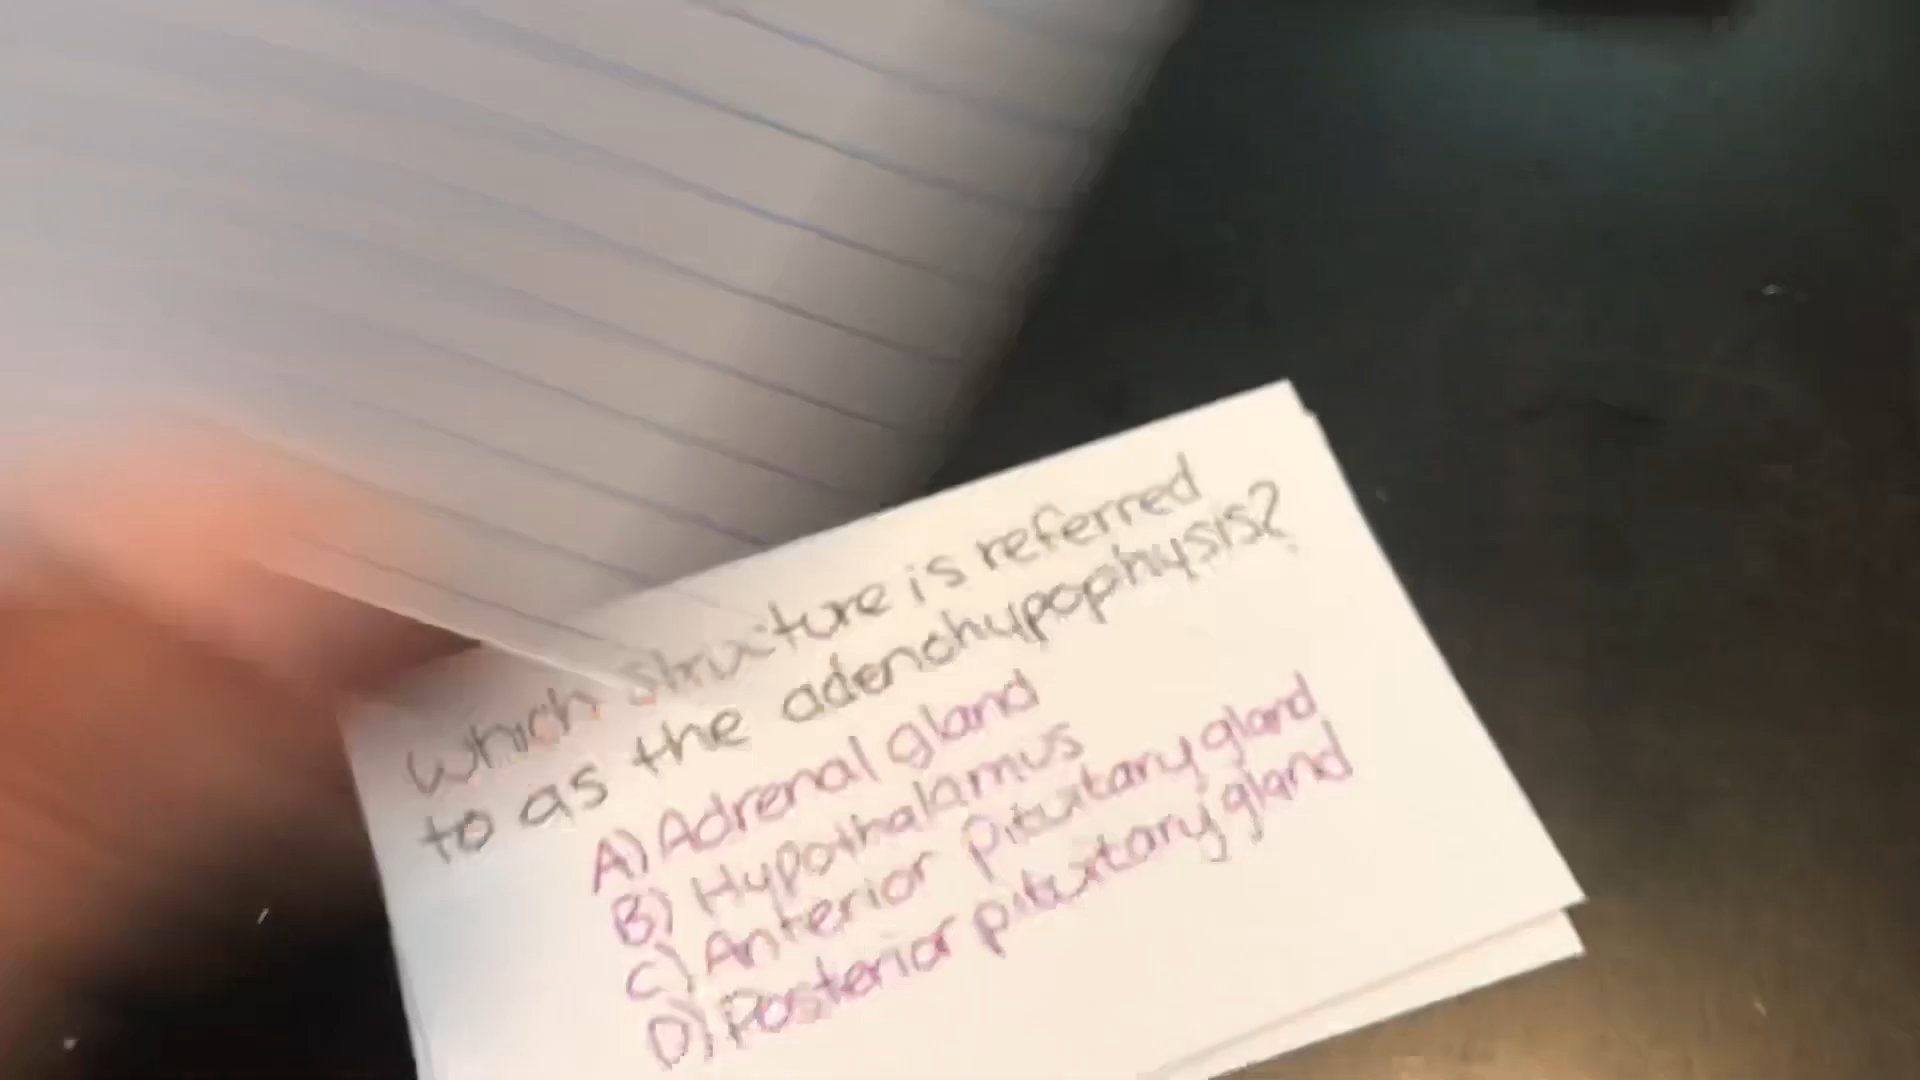 Which structure is referred
to as the adenohypophysis?
A) Adrenal gland
B) Hypothalamus
C) Anterior pituitary gland
D) Posterior pituitary gland